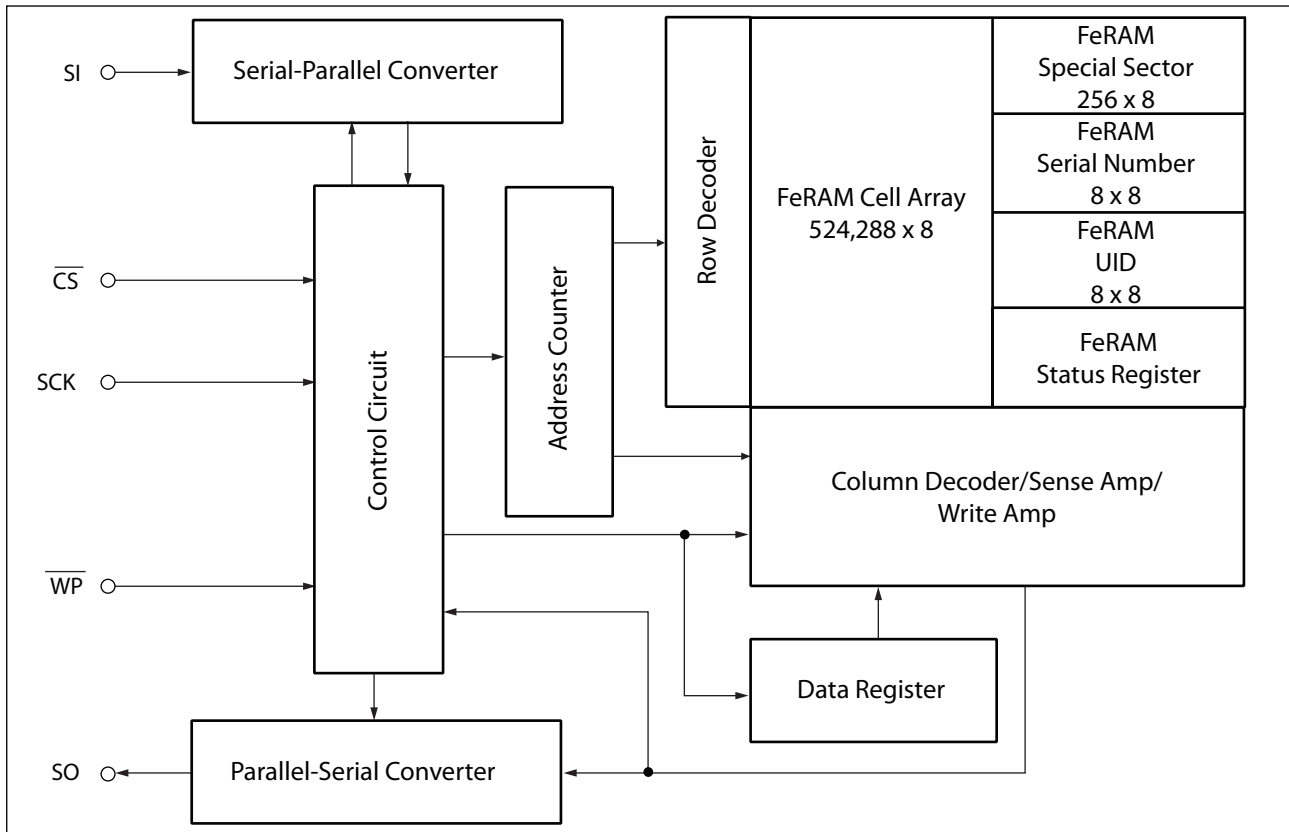 SI
Serial-Parallel Converter
CS
SCK
WP
SO
Control Circuit
Address Counter
Row Decoder
FeRAM Cell Array
524,288 x 8
FeRAM
Special Sector
256 x 8
FeRAM
Serial Number
8 x 8
FeRAM
UID
8 x 8
FeRAM
Status Register
Column Decoder/Sense Amp/
Write Amp
Data Register
Parallel-Serial Converter